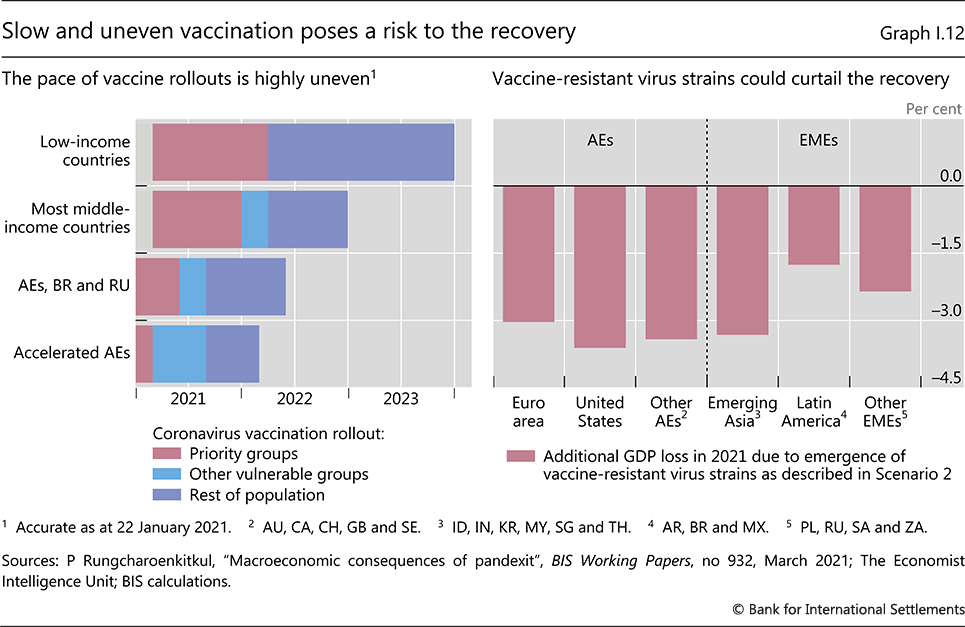 Slow and uneven vaccination poses a risk to the recovery
Graph I.12
The pace of vaccine rollouts is highly uneven¹
Low-income
countries
Most middle-
income countries
AEs, BR and RU
Accelerated AEs
2021
2022
2023
Coronavirus vaccination rollout:
Priority groups
Other vulnerable groups
Rest of population
Vaccine-resistant virus strains could curtail the recovery
Per cent
AEs
EMEs
0.0
–1.5
–3.0
–4.5
Euro
area
United
States
Other
AEs²
Emerging
Asia³
Latin
America⁴
Other
EMEs⁵
Additional GDP loss in 2021 due to emergence of
vaccine-resistant virus strains as described in Scenario 2
¹ Accurate as at 22 January 2021. ² AU, CA, CH, GB and SE. ³ ID, IN, KR, MY, SG and TH. ⁴ AR, BR and MX. ⁵ PL, RU, SA and ZA.
Sources: P Rungcharoenkitkul, “Macroeconomic consequences of pandexit“, BIS Working Papers, no 932, March 2021; The Economist
Intelligence Unit; BIS calculations.
© Bank for International Settlements